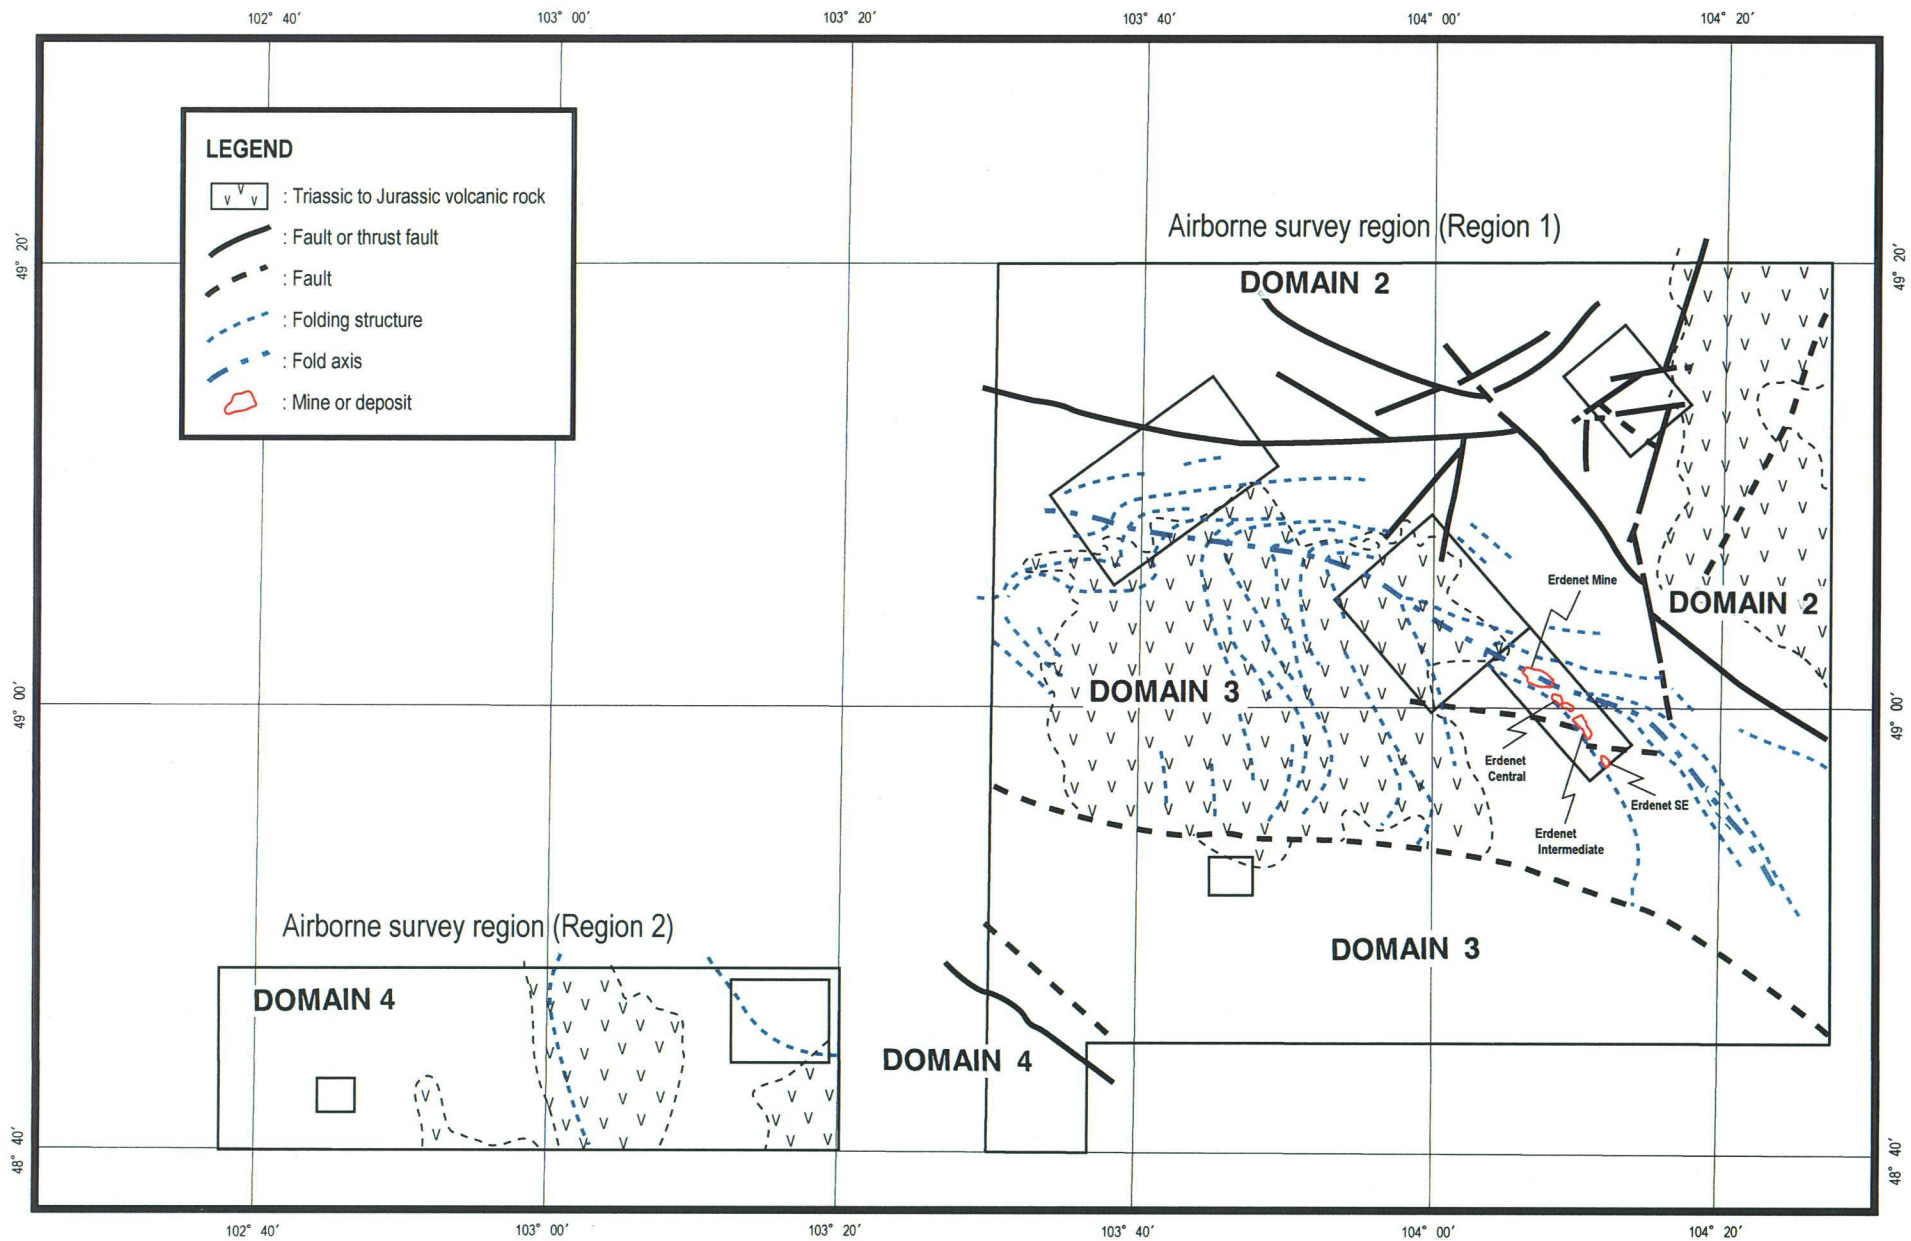 102° 40′
103° 00′
103° 20′
103° 40′
104° 00′
104° 20′
LEGEND
: Triassic to Jurassic volcanic rock
: Fault or thrust fault
: Fault
: Folding structure
: Fold axis
: Mine or deposit
49° 20′
49° 20′
Airborne survey region (Region 1)
DOMAIN 2
Erdenet Mine
DOMAIN 2
DOMAIN 3
49° 00′
49° 00′
Erdenet
Central
Erdenet SE
Erdenet
Intermediate
Airborne survey region (Region 2)
DOMAIN 3
DOMAIN 4
DOMAIN 4
48° 40′
48° 40′
102° 40′
103° 00′
103° 20′
103° 40′
104° 00′
104° 20′